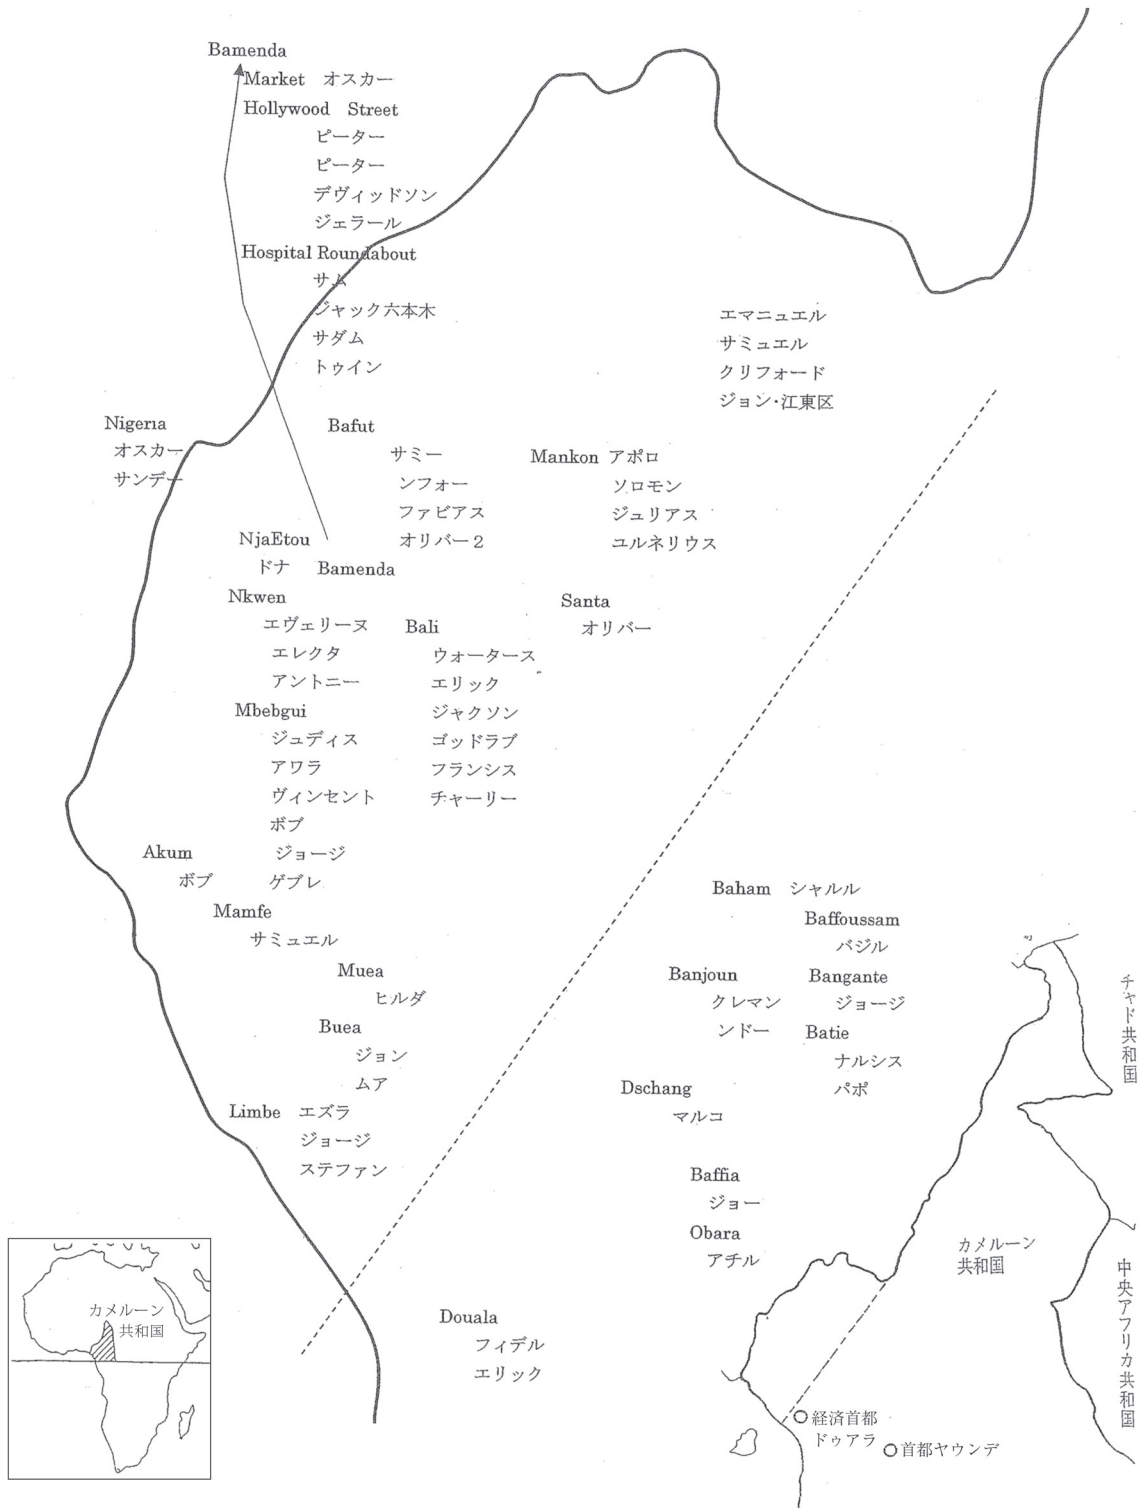 Bamenda
Market オスカー
Hollywood Street
ピーター
ピーター
デヴィッドソン
ジェラール
Hospital Roundabout
サム
ジャック六本木
サダム
トゥイン
エマニュエル
サミュエル
クリフォード
ジョン・江東区
Nigeria
オスカー
サンデー
Bafut
サミー
ンフォー
ファビアス
オリバー2
Mankon アポロ
ソロモン
ジュリアス
ユルネリウス
NjaEtou
ドナ
Bamenda
Nkwen
エヴェリーヌ
エレクタ
アントニー
Santa
オリバー
Bali
ウォータース
エリック
ジャクソン
ゴッドラブ
フランシス
チャーリー
Mbebgui
ジュディス
アワラ
ヴィンセント
ボブ
ジョージ
ゲブレ
Akum
ボブ
Mamfe
サミュエル
Muea
ヒルダ
Buea
ジョン
ムア
Limbe エズラ
ジョージ
ステファン
Baham シャルル
Baffoussam
バジル
Banjoun
クレマン
ンドー
Bangante
ジョージ
Batie
ナルシス
パポ
Dschang
マルコ
Baffia
ジョー
Obara
アチル
Douala
フィデル
エリック
チャド共和国
カメルーン
共和国
中央アフリカ共和国
経済首都
ドゥアラ
首都ヤウンデ
カメルーン
共和国